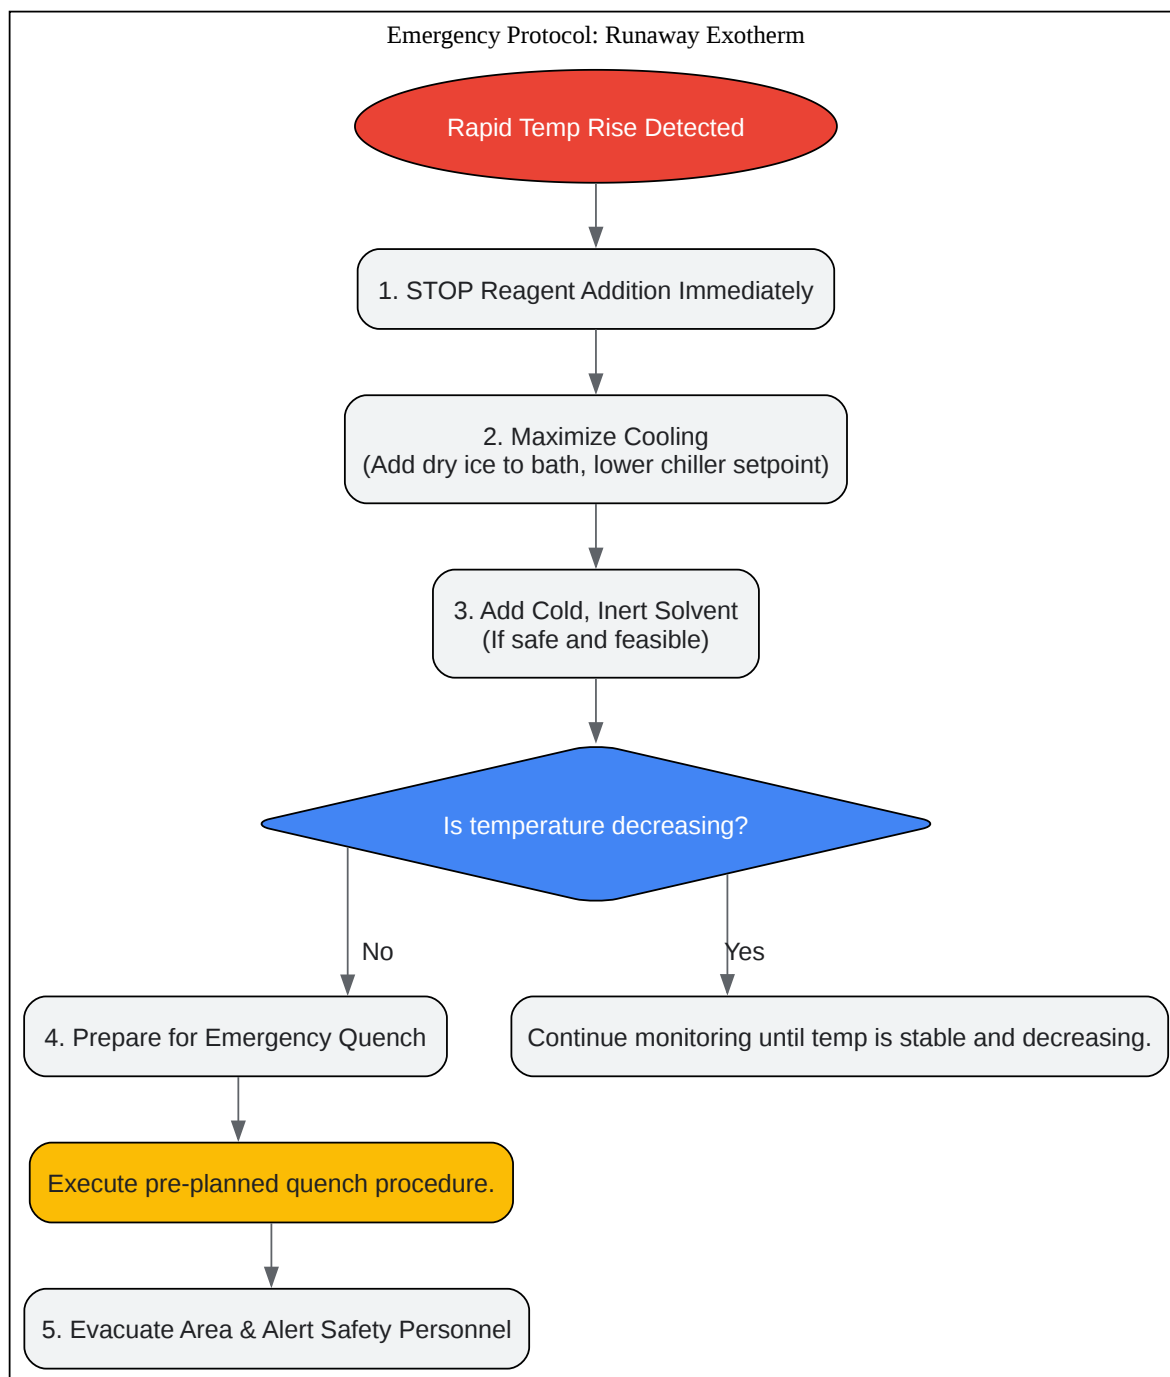 Emergency Protocol: Runaway Exotherm
Rapid Temp Rise Detected
1. STOP Reagent Addition Immediately
2. Maximize Cooling
(Add dry ice to bath, lower chiller setpoint)
3. Add Cold, Inert Solvent
(If safe and feasible)
Is temperature decreasing?
No
Yes
4. Prepare for Emergency Quench
Continue monitoring until temp is stable and decreasing.
Execute pre-planned quench procedure.
5. Evacuate Area & Alert Safety Personnel